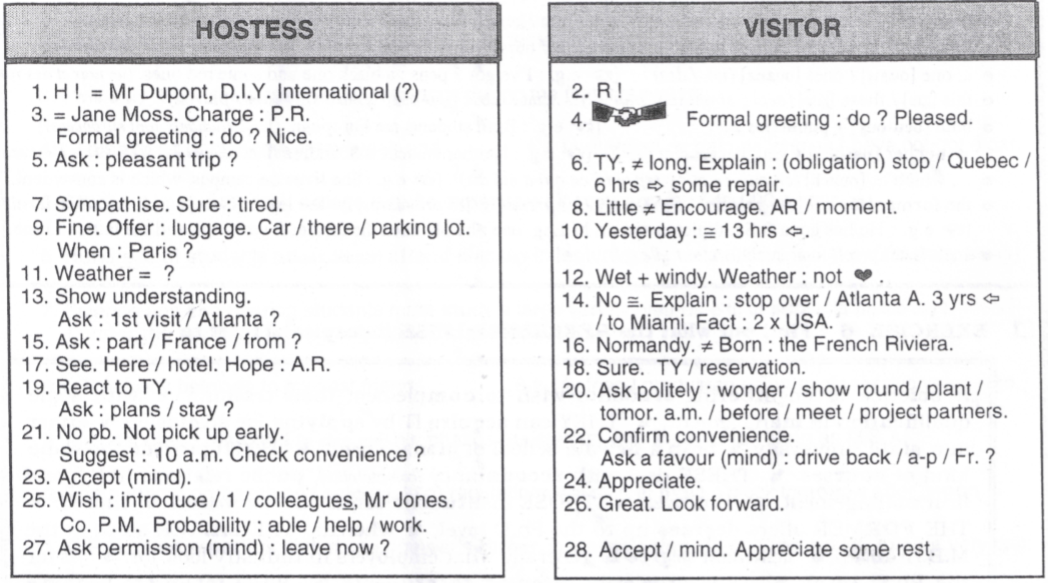 HOSTESS
1. H ! = Mr Dupont, D.I.Y. International (?)
3. = Jane Moss. Charge : P.R.
Formal greeting : do ? Nice.
5. Ask : pleasant trip ?
7. Sympathise. Sure : tired.
9. Fine. Offer : luggage. Car / there / parking lot.
When : Paris ?
11. Weather = ?
13. Show understanding.
Ask : 1st visit / Atlanta ?
15. Ask : part / France / from ?
17. See. Here / hotel. Hope : A.R.
19. React to TY.
Ask : plans / stay ?
21. No pb. Not pick up early.
Suggest : 10 a.m. Check convenience ?
23. Accept (mind).
25. Wish : introduce / 1 / colleagues, Mr Jones.
Co. P.M. Probability : able / help / work.
27. Ask permission (mind) : leave now ?
VISITOR
2. R !
4. Formal greeting : do ? Pleased.
6. TY, ≠ long. Explain : (obligation) stop / Quebec /
6 hrs ⇨ some repair.
8. Little ≠ Encourage. AR / moment.
10. Yesterday : ≅ 13 hrs ⇦.
12. Wet + windy. Weather : not ❤.
14. No ≅. Explain : stop over / Atlanta A. 3 yrs ⇦
/ to Miami. Fact : 2 x USA.
16. Normandy. ≠ Born : the French Riviera.
18. Sure. TY / reservation.
20. Ask politely : wonder / show round / plant /
tomor. a.m. / before / meet / project partners.
22. Confirm convenience.
Ask a favour (mind) : drive back / a-p / Fr. ?
24. Appreciate.
26. Great. Look forward.
28. Accept / mind. Appreciate some rest.